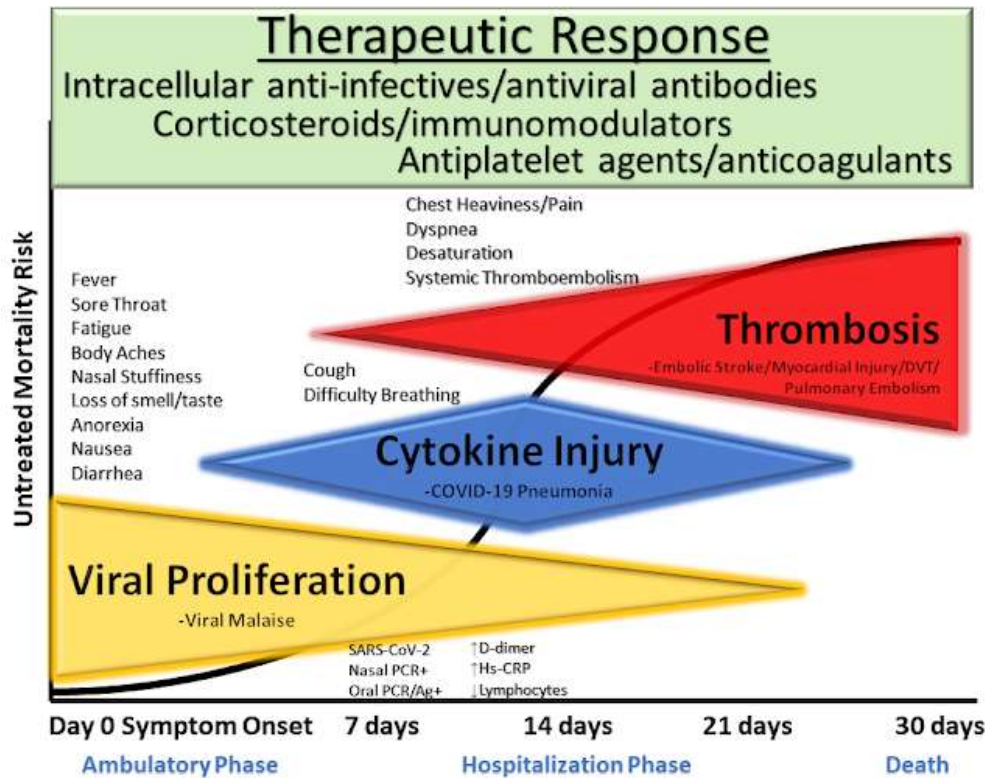 Therapeutic Response
Intracellular anti-infectives/antiviral antibodies
Corticosteroids/immunomodulators
Antiplatelet agents/anticoagulants
Untreated Mortality Risk
Chest Heaviness/Pain
Dyspnea
Desaturation
Systemic Thromboembolism
Fever
Sore Throat
Fatigue
Body Aches
Nasal Stuffiness
Loss of smell/taste
Anorexia
Nausea
Diarrhea
Cough
Difficulty Breathing
Thrombosis
-Embolic Stroke/Myocardial Injury/DVT/
Pulmonary Embolism
Cytokine Injury
-COVID-19 Pneumonia
Viral Proliferation
-Viral Malaise
SARS-CoV-2 ↑D-dimer
Nasal PCR+ ↑Hs-CRP
Oral PCR/Ag+ ↓Lymphocytes
Day 0 Symptom Onset 7 days 14 days 21 days 30 days
Ambulatory Phase Hospitalization Phase Death